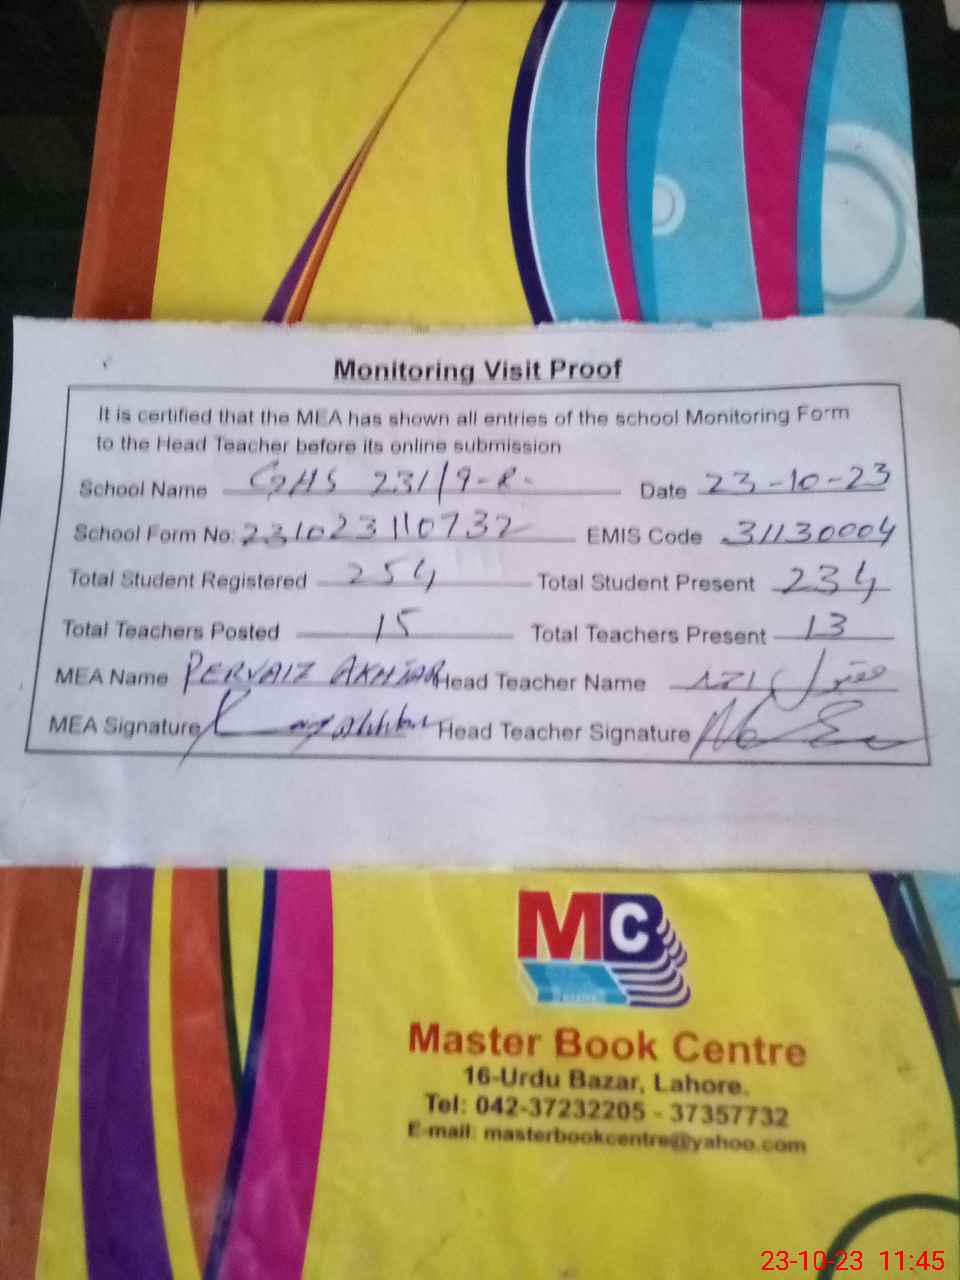 Monitoring Visit Proof
It is certified that the MEA has shown all entries of the school Monitoring Form
to the Head Teacher before its online submission
School Name GHS 231/9-R. Date 23-10-23
School Form No: 231023110732 EMIS Code 31130004
Total Student Registered 254 Total Student Present 234
Total Teachers Posted 15 Total Teachers Present 13
MEA Name PERVAIZ AKHTAR Head Teacher Name
MEA Signature Head Teacher Signature
MC
Master Book Centre
16-Urdu Bazar, Lahore.
Tel: 042-37232205 - 37357732
E-mail: masterbookcentre@yahoo.com
23-10-23 11:45